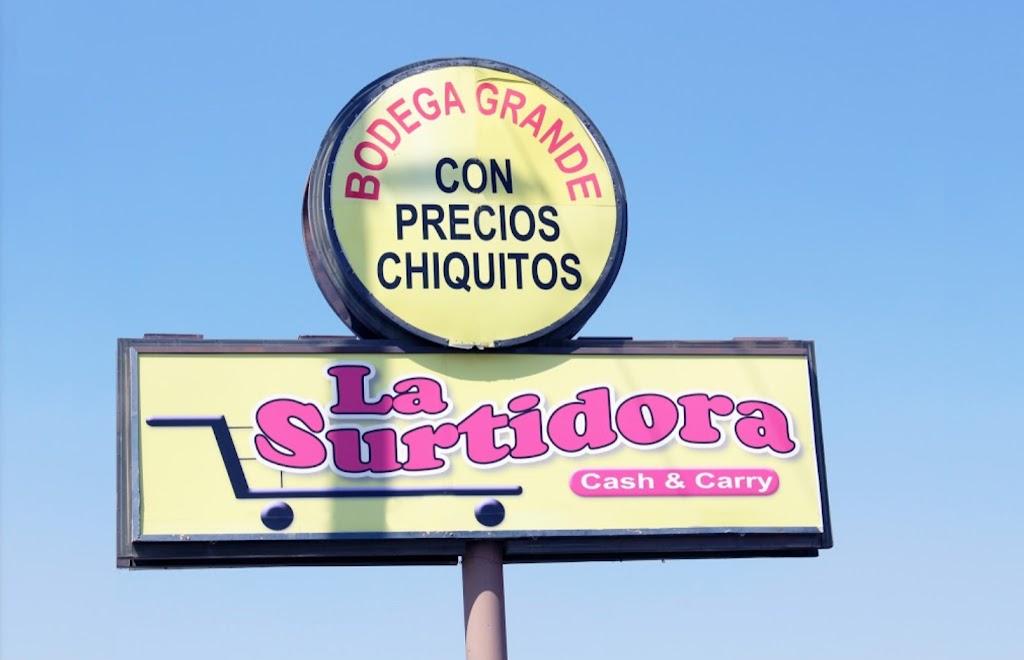 BODEGA GRANDE
CON
PRECIOS
CHIQUITOS
La
Surtidora
Cash & Carry